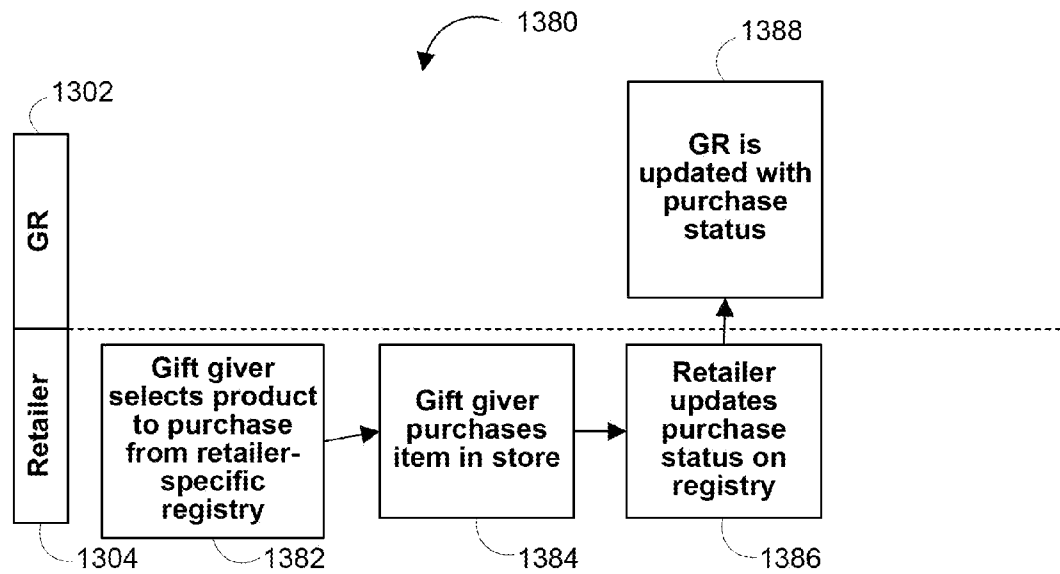 1380
1388
1302
GR is
updated with
purchase
status
GR
Retailer
Gift giver
selects product
to purchase
from retailer-
specific
registry
Gift giver
purchases
item in store
Retailer
updates
purchase
status on
registry
1304
1382
1384
1386